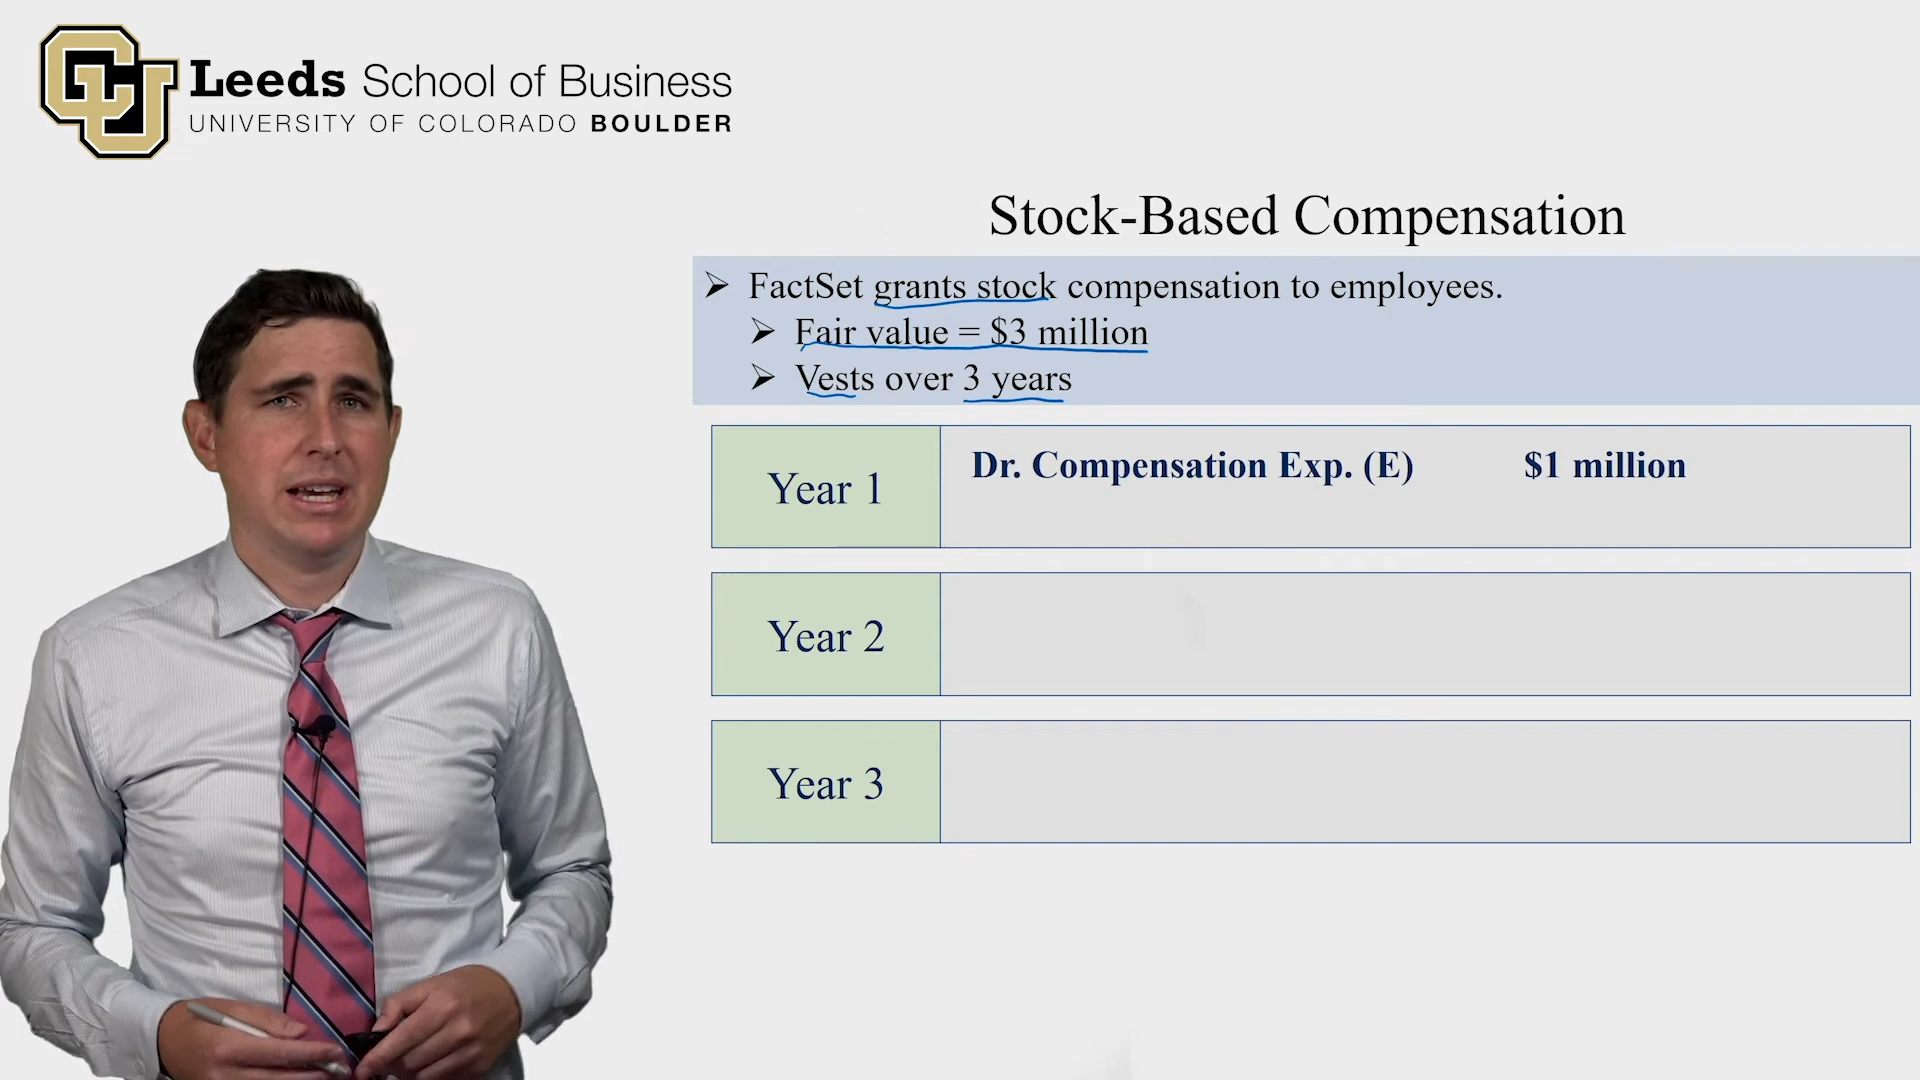 CU
Leeds School of Business
UNIVERSITY OF COLORADO BOULDER
Stock-Based Compensation
FactSet grants stock compensation to employees.
Fair value = $3 million
Vests over 3 years
Year 1
Dr. Compensation Exp. (E) $1 million
Year 2
Year 3